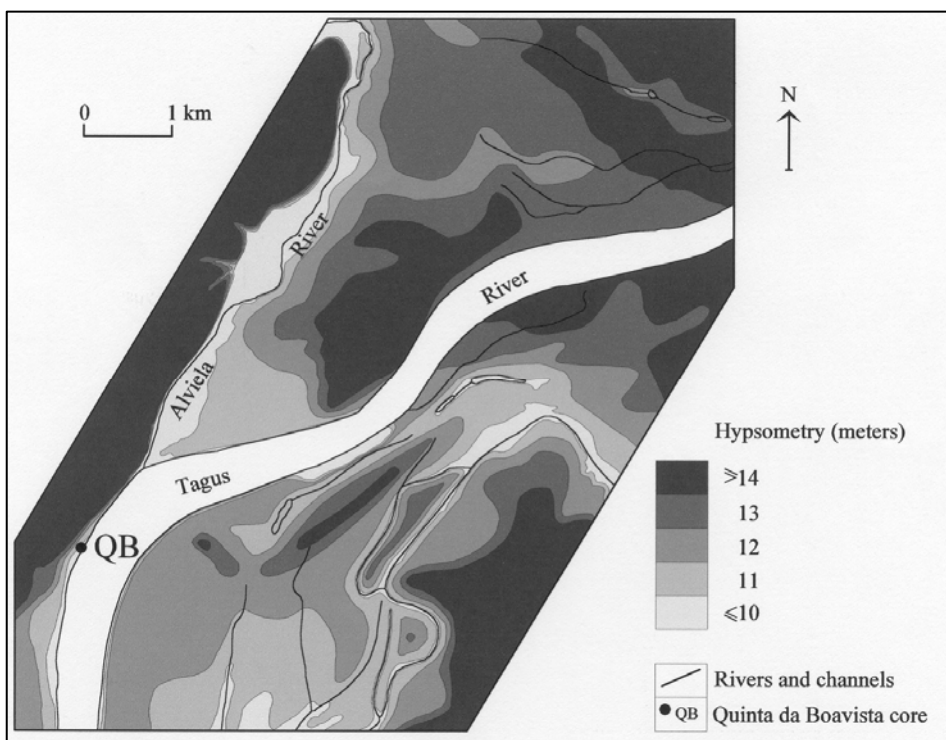 0 1 km
N
River
River
Alviela
Tagus
QB
Hypsometry (meters)
⩾14
13
12
11
⩽10
Rivers and channels
QB Quinta da Boavista core